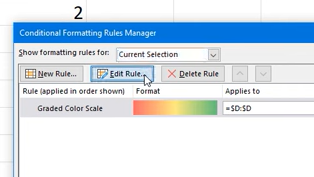 2
Conditional Formatting Rules Manager
Show formatting rules for: Current Selection
New Rule... Edit Rule... Delete Rule
Rule (applied in order shown) Format Applies to
Graded Color Scale =$D:$D